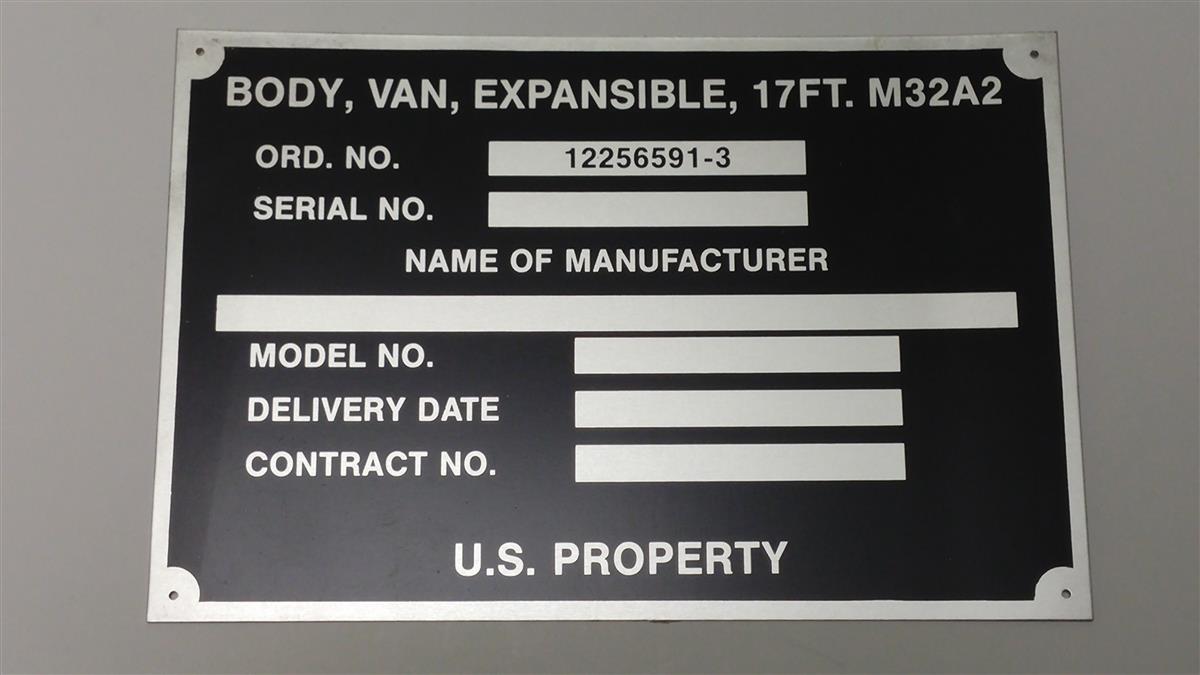 BODY, VAN, EXPANSIBLE, 17FT. M32A2
ORD. NO. 12256591-3
SERIAL NO.
NAME OF MANUFACTURER
MODEL NO.
DELIVERY DATE
CONTRACT NO.
U.S. PROPERTY